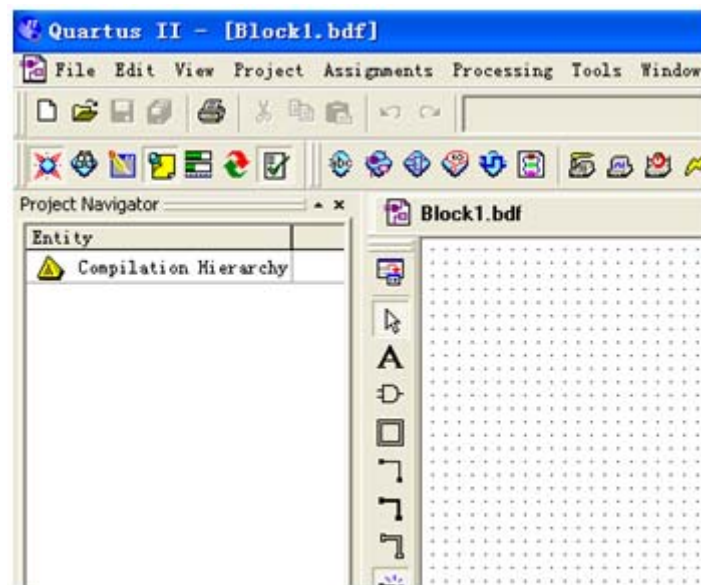 Quartus II - [Block1.bdf]
File Edit View Project Assignments Processing Tools Window
abc
Project Navigator
Block1.bdf
Entity
Compilation Hierarchy
A